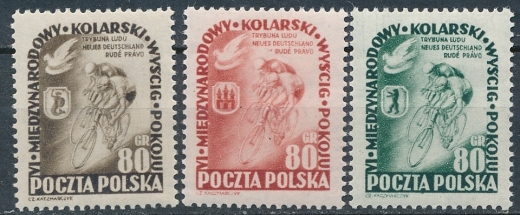 VI·MIĘDZYNARODOWY·KOLARSKI·WYŚCIG·POKOJU
TRYBUNA LUDU
NEUES DEUTSCHLAND
RUDÉ PRÁVO
GR
80
POCZTA POLSKA
VI·MIĘDZYNARODOWY·KOLARSKI·WYŚCIG·POKOJU
TRYBUNA LUDU
NEUES DEUTSCHLAND
RUDÉ PRÁVO
GR
80
POCZTA POLSKA
VI·MIĘDZYNARODOWY·KOLARSKI·WYŚCIG·POKOJU
TRYBUNA LUDU
NEUES DEUTSCHLAND
RUDÉ PRÁVO
GR
80
POCZTA POLSKA